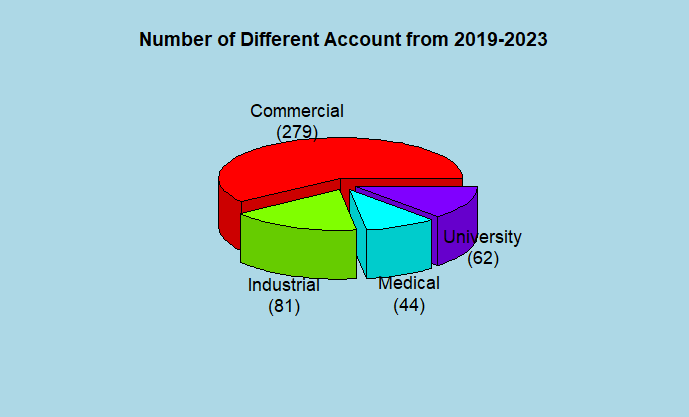 Number of Different Account from 2019-2023
Commercial
(279)
University
(62)
Industrial
(81)
Medical
(44)